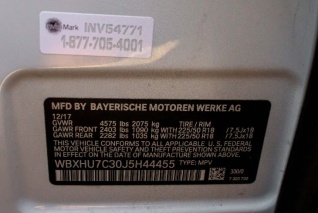 Mark INV54771
1-877-705-4001
MFD BY BAYERISCHE MOTOREN WERKE AG
12/17
GVWR 4575 lbs 2075 kg TIRE / RIM
GAWR FRONT 2403 lbs 1090 kg WITH 225/50 R18 /7.5Jx18
GAWR REAR 2282 lbs 1035 kg WITH 225/50 R18 /7.5Jx18
THIS VEHICLE CONFORMS TO ALL APPLICABLE
FEDERAL MOTOR VEHICLE SAFETY
STANDARDS IN EFFECT ON THE DATE OF
MANUFACTURE SHOWN ABOVE.
WBXHU7C30J5H44455 TYPE: MPV
300/0